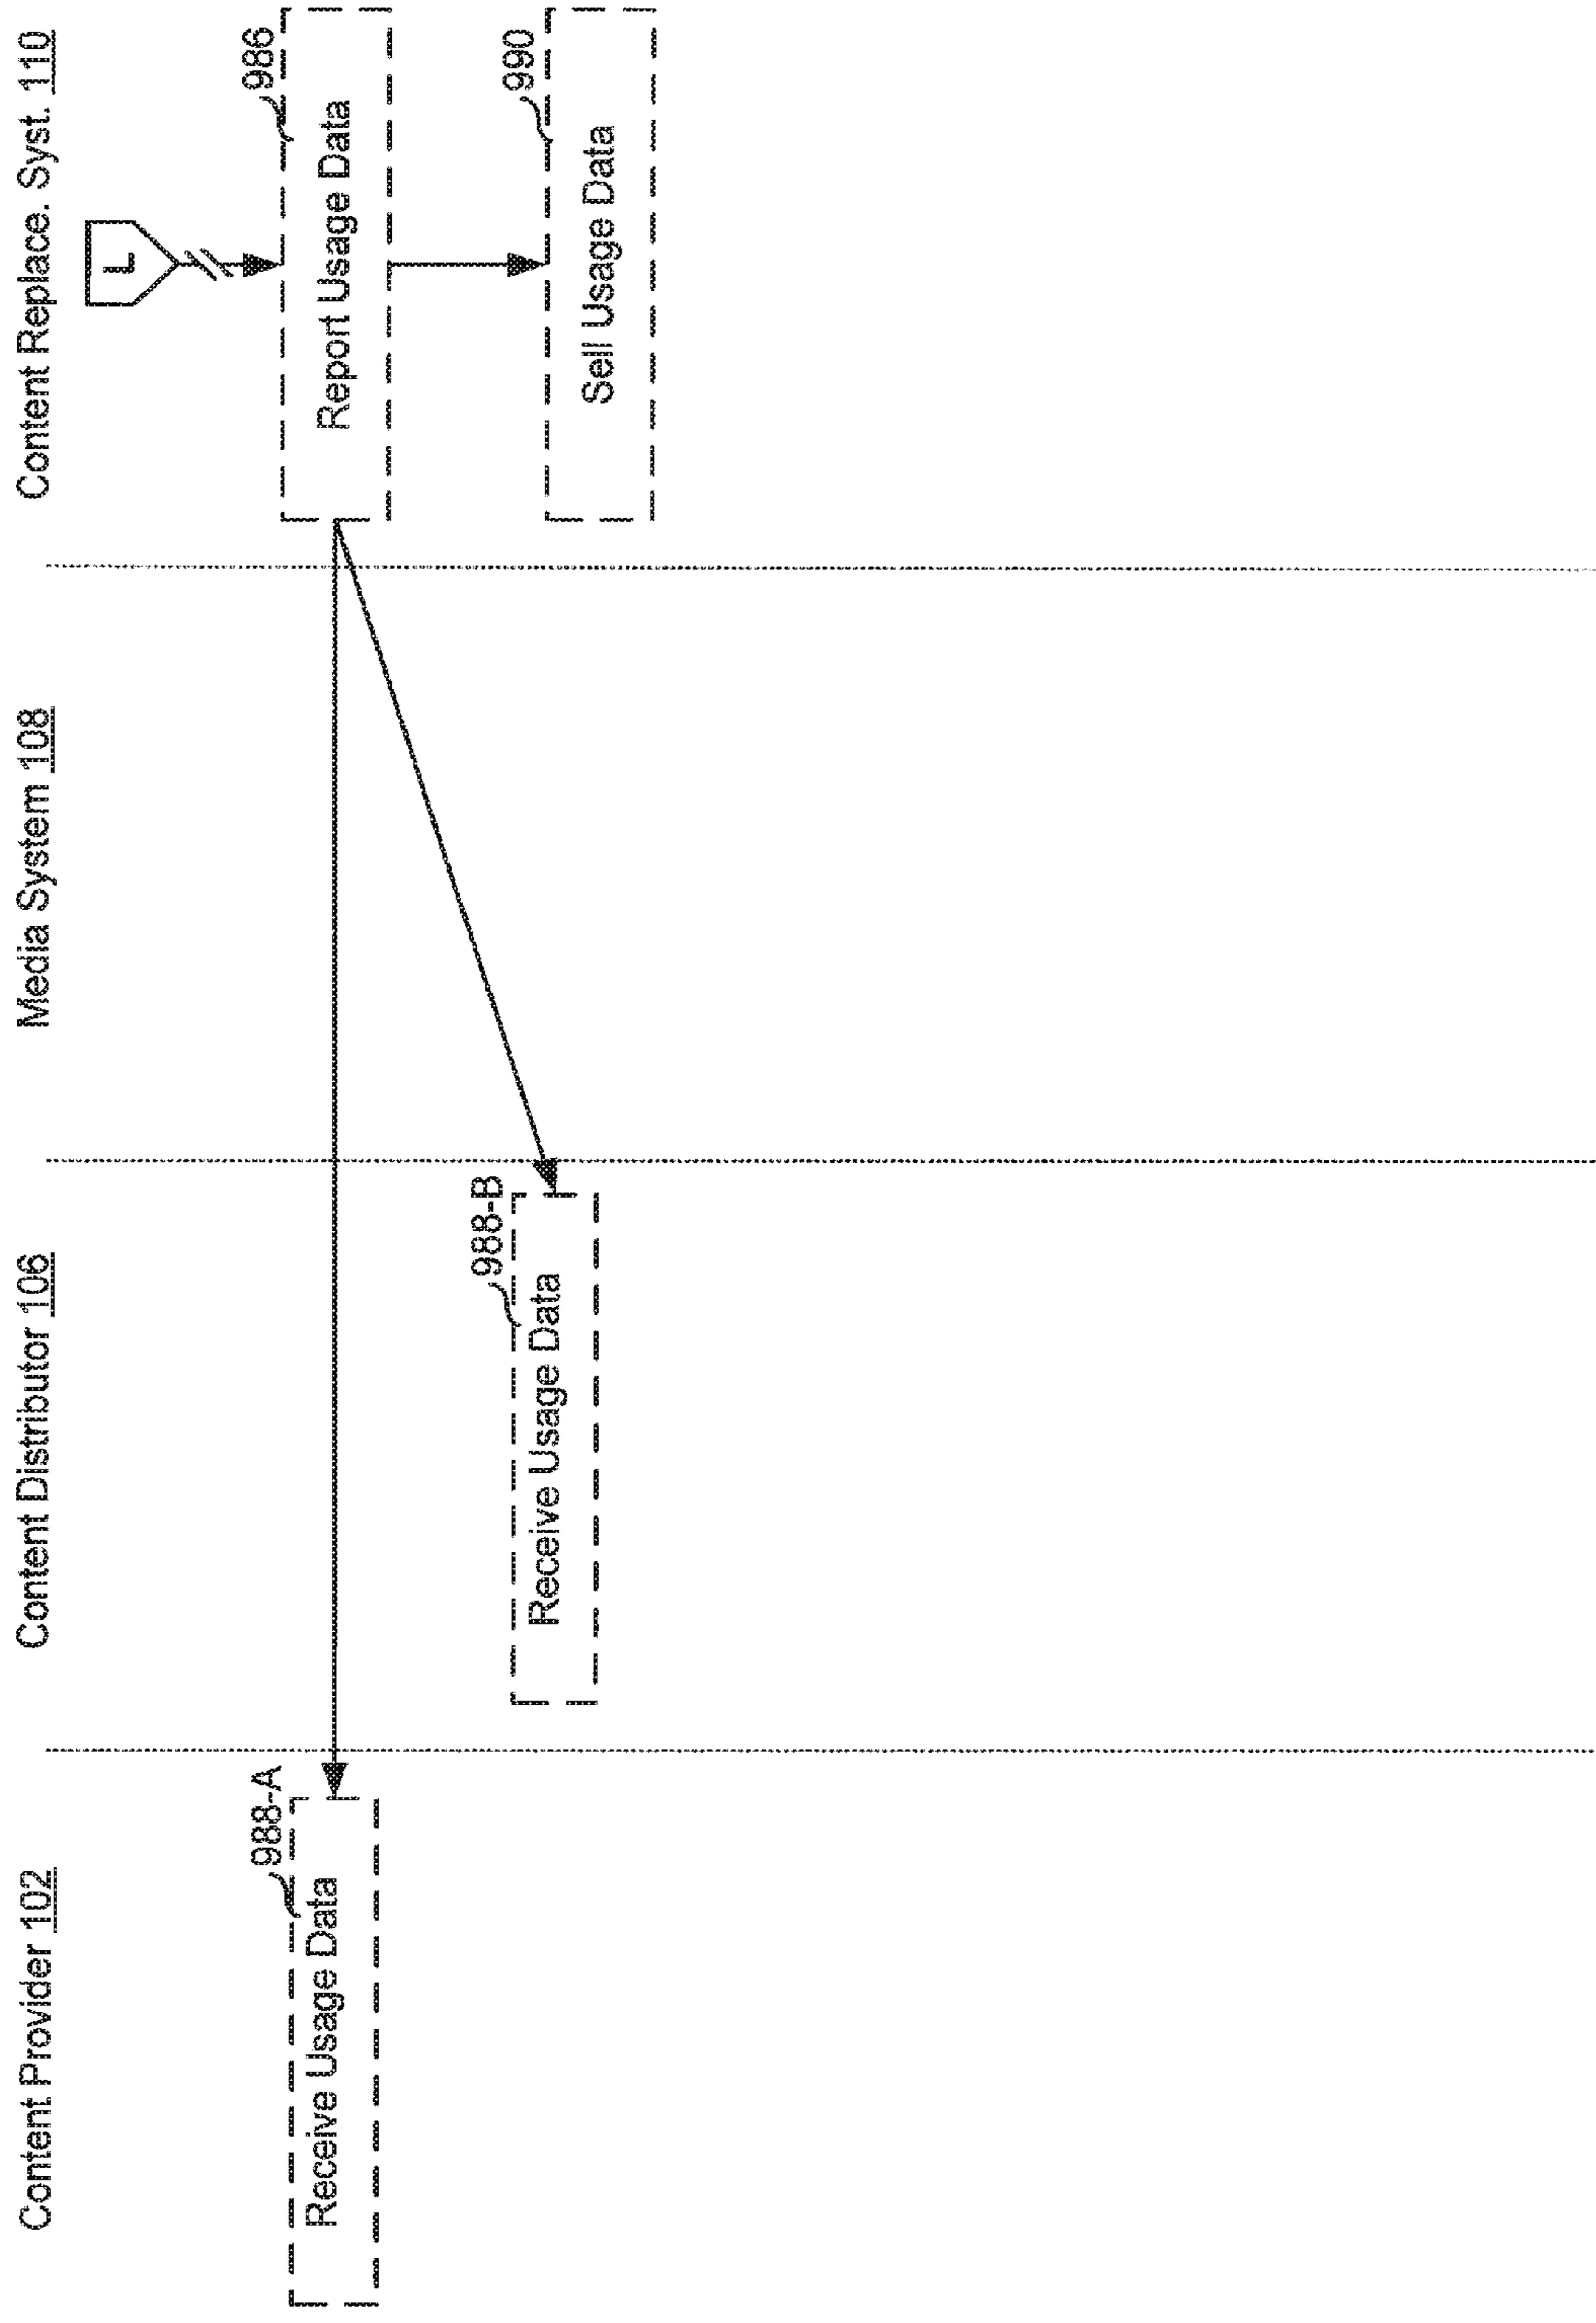 Content Provider 102
Content Distributor 106
Media System 108
Content Replace. Syst. 110
L
986
Report Usage Data
988-A
Receive Usage Data
988-B
Receive Usage Data
990
Sell Usage Data